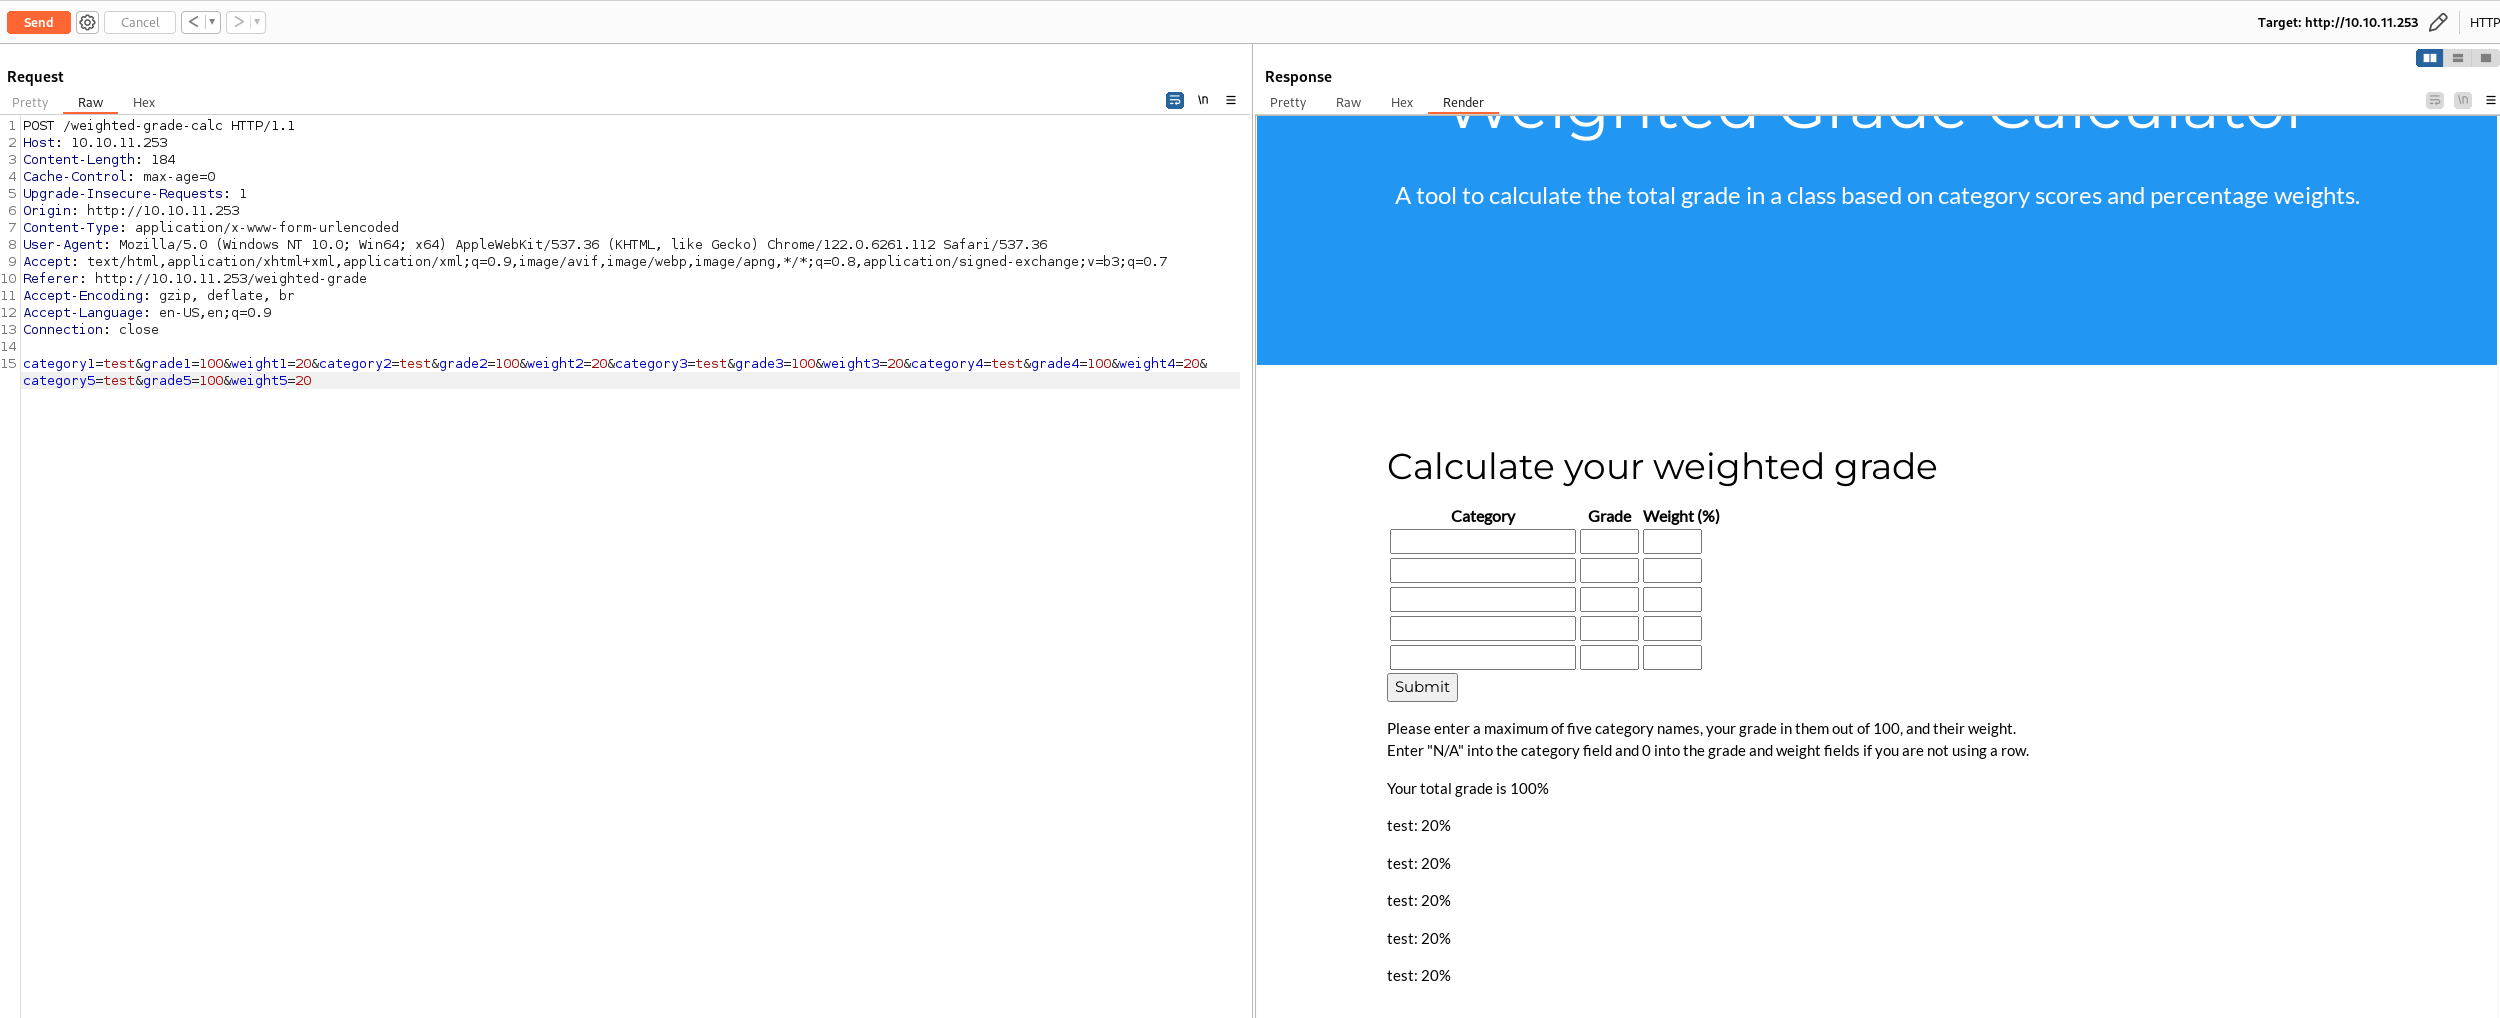 Send
Cancel
Target: http://10.10.11.253
HTTP
Request
Pretty
Raw
Hex
\n
1 POST /weighted-grade-calc HTTP/1.1
2 Host: 10.10.11.253
3 Content-Length: 184
4 Cache-Control: max-age=0
5 Upgrade-Insecure-Requests: 1
6 Origin: http://10.10.11.253
7 Content-Type: application/x-www-form-urlencoded
8 User-Agent: Mozilla/5.0 (Windows NT 10.0; Win64; x64) AppleWebKit/537.36 (KHTML, like Gecko) Chrome/122.0.6261.112 Safari/537.36
9 Accept: text/html,application/xhtml+xml,application/xml;q=0.9,image/avif,image/webp,image/apng,*/*;q=0.8,application/signed-exchange;v=b3;q=0.7
10 Referer: http://10.10.11.253/weighted-grade
11 Accept-Encoding: gzip, deflate, br
12 Accept-Language: en-US,en;q=0.9
13 Connection: close
14
15 category1=test&grade1=100&weight1=20&category2=test&grade2=100&weight2=20&category3=test&grade3=100&weight3=20&category4=test&grade4=100&weight4=20&
category5=test&grade5=100&weight5=20
Response
Pretty
Raw
Hex
Render
\n
Weighted Grade Calculator
A tool to calculate the total grade in a class based on category scores and percentage weights.
Calculate your weighted grade
Category Grade Weight (%)
Submit
Please enter a maximum of five category names, your grade in them out of 100, and their weight.
Enter "N/A" into the category field and 0 into the grade and weight fields if you are not using a row.
Your total grade is 100%
test: 20%
test: 20%
test: 20%
test: 20%
test: 20%